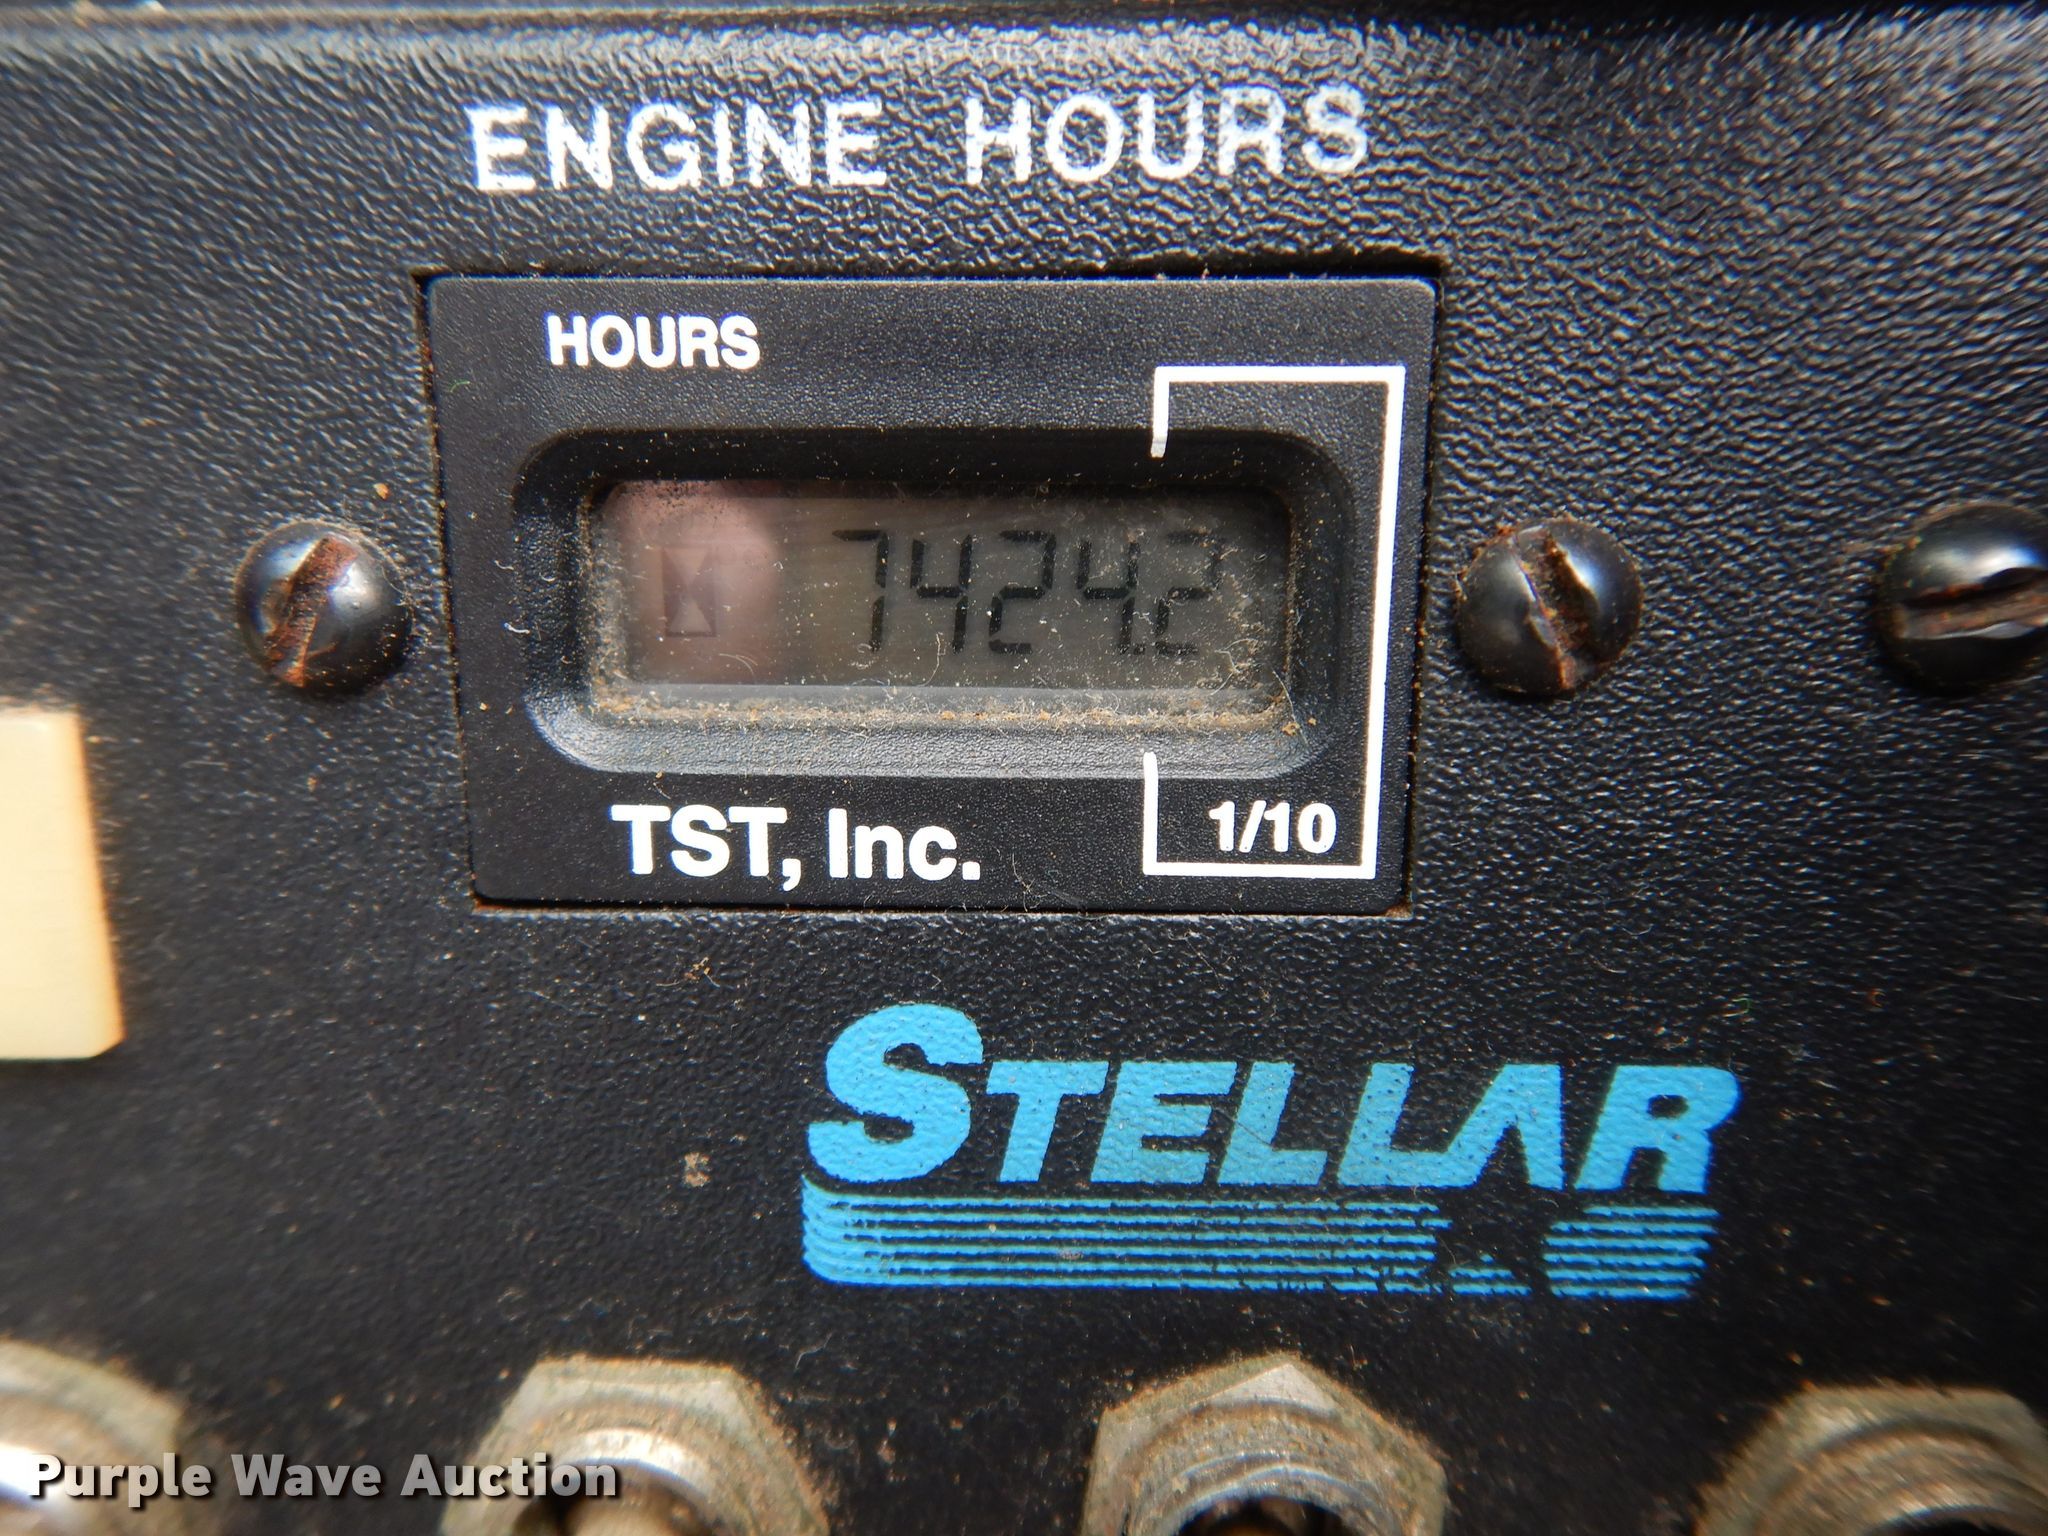 ENGINE HOURS
HOURS
7424.2
TST, Inc.
1/10
STELLAR
Purple Wave Auction